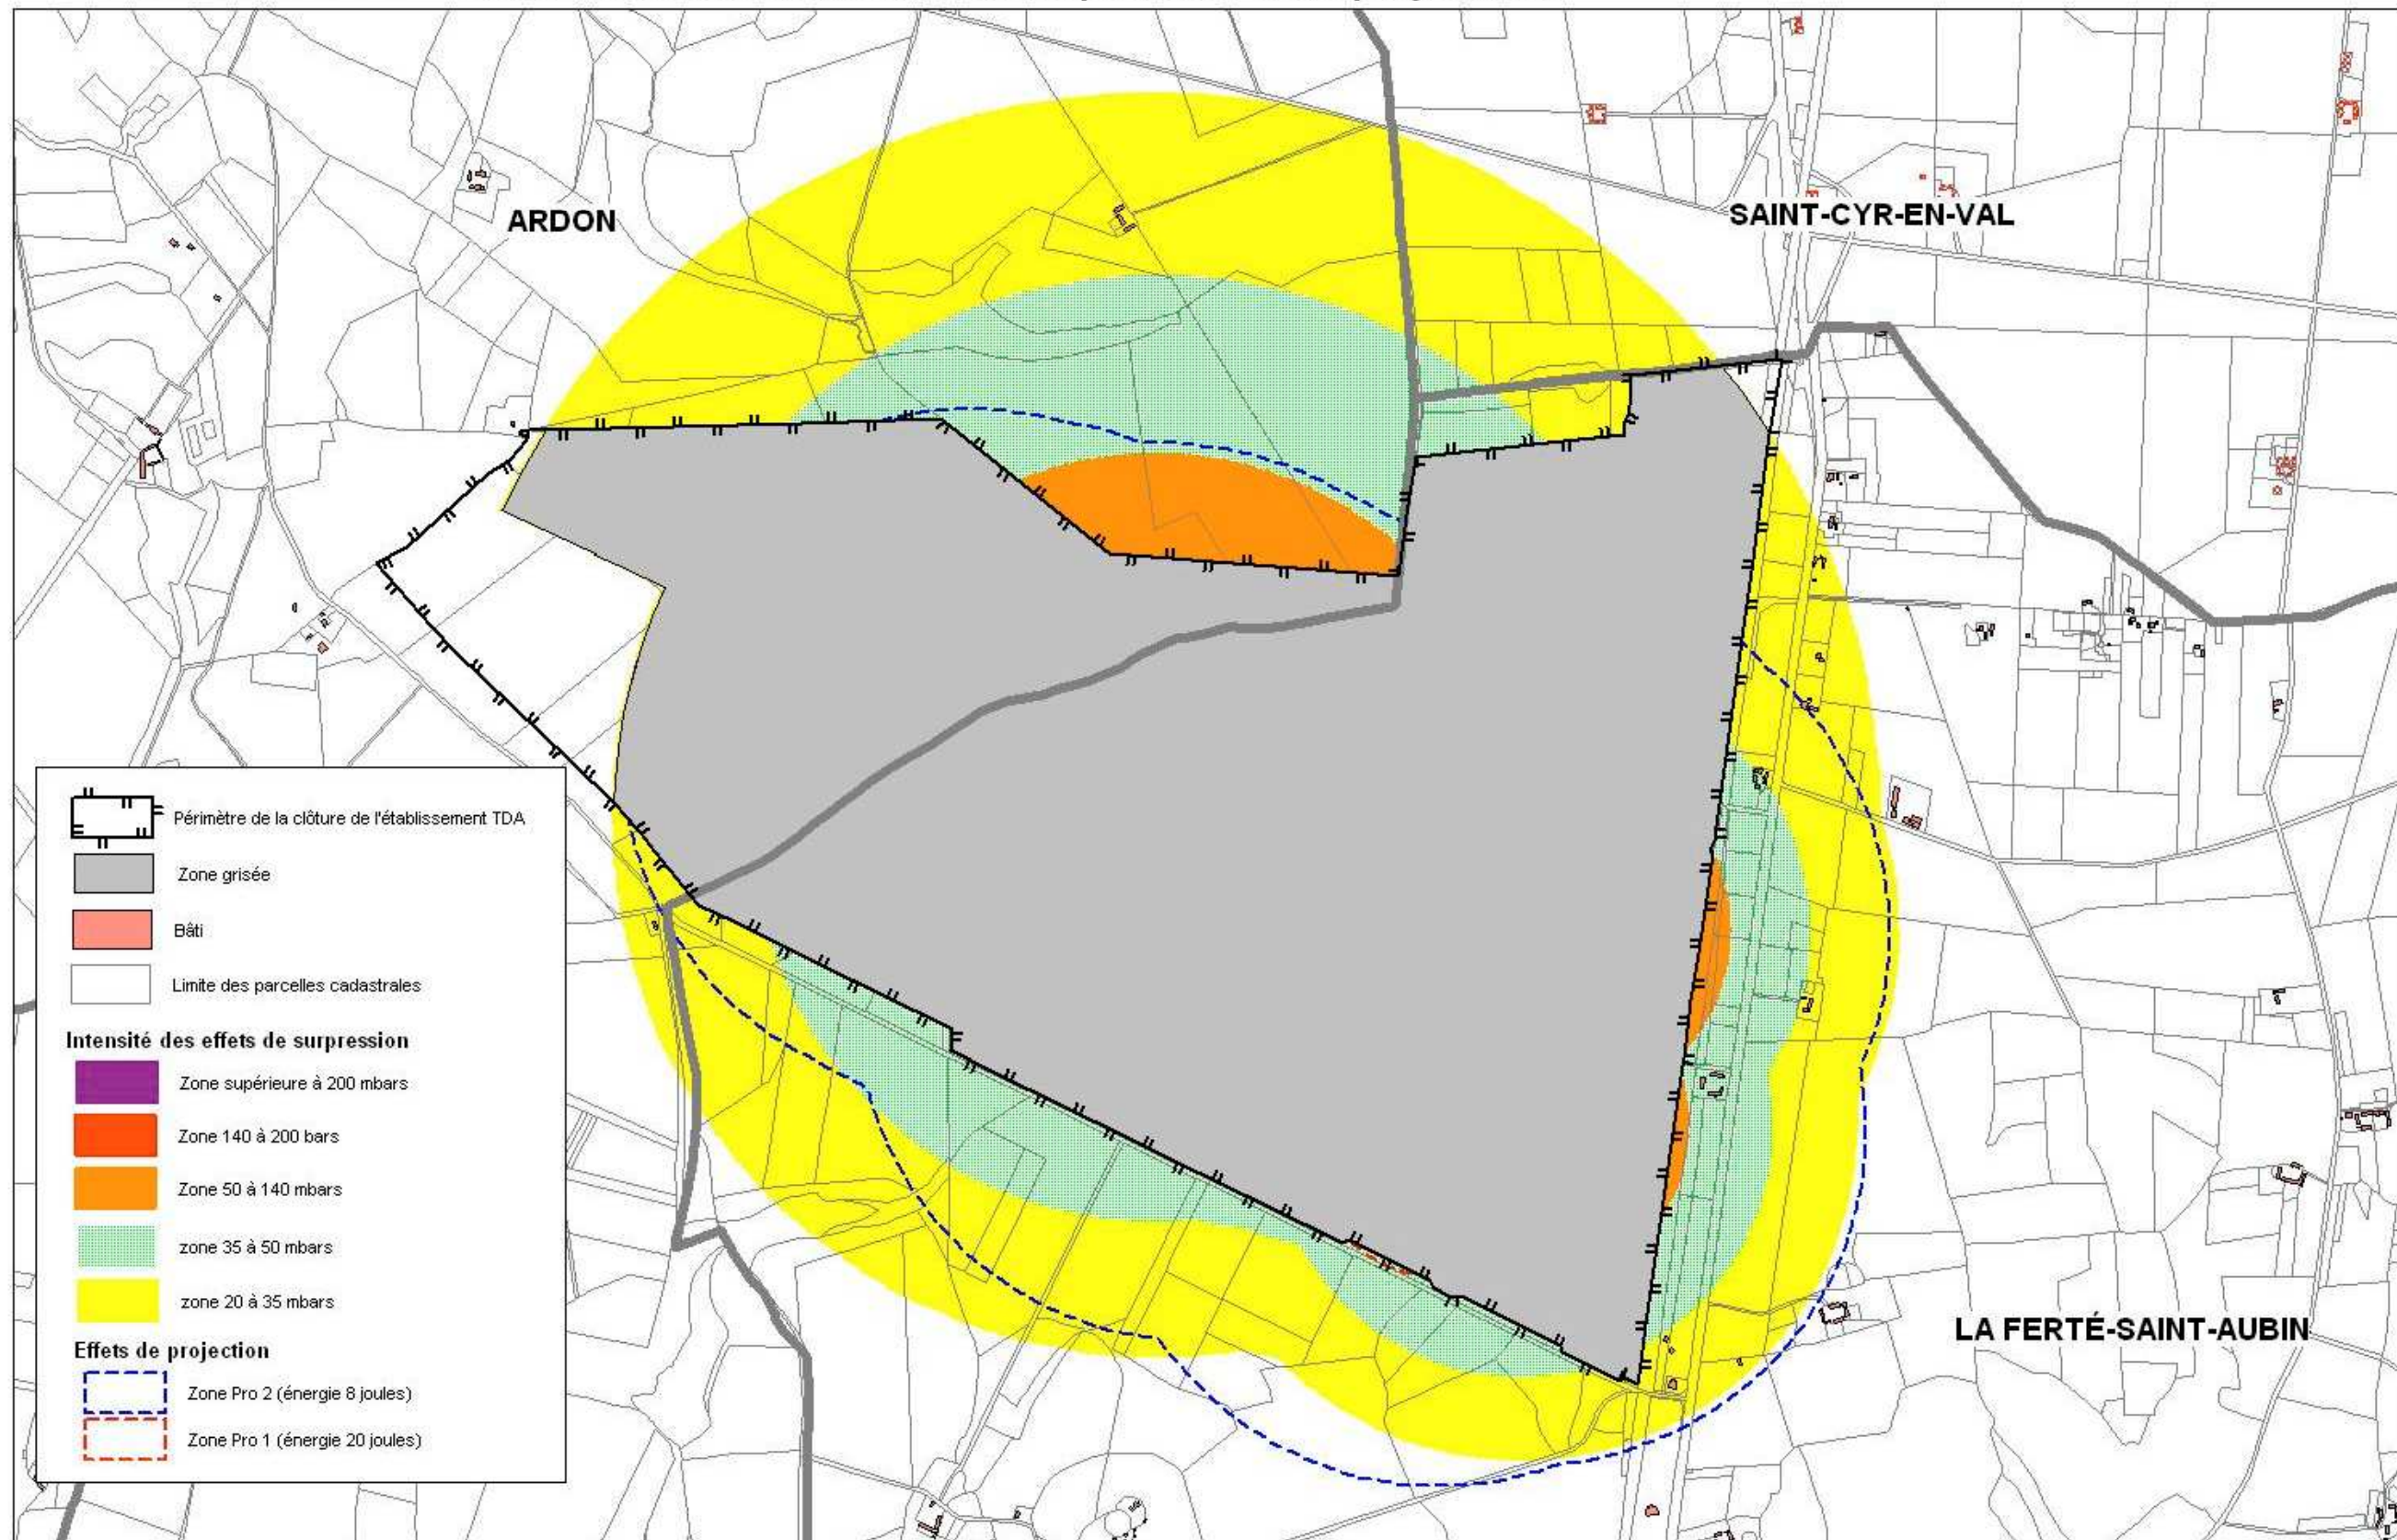 ARDON
SAINT-CYR-EN-VAL
Périmètre de la clôture de l'établissement TDA
Zone grisée
Bâti
Limite des parcelles cadastrales
Intensité des effets de surpression
Zone supérieure à 200 mbars
Zone 140 à 200 bars
Zone 50 à 140 mbars
zone 35 à 50 mbars
zone 20 à 35 mbars
Effets de projection
Zone Pro 2 (énergie 8 joules)
Zone Pro 1 (énergie 20 joules)
LA FERTÉ-SAINT-AUBIN